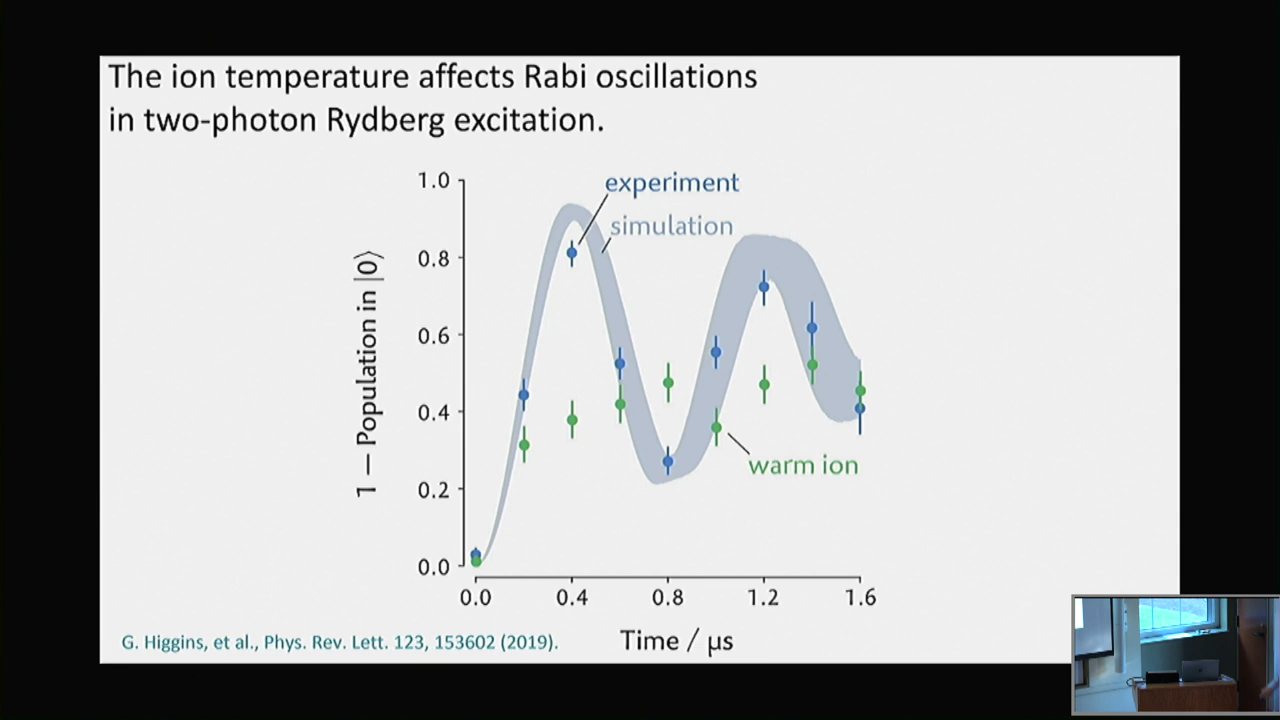 The ion temperature affects Rabi oscillations
in two-photon Rydberg excitation.
1.0
0.8
0.6
0.4
0.2
0.0
1 — Population in |0⟩
experiment
simulation
warm ion
0.0 0.4 0.8 1.2 1.6
Time / µs
G. Higgins, et al., Phys. Rev. Lett. 123, 153602 (2019).